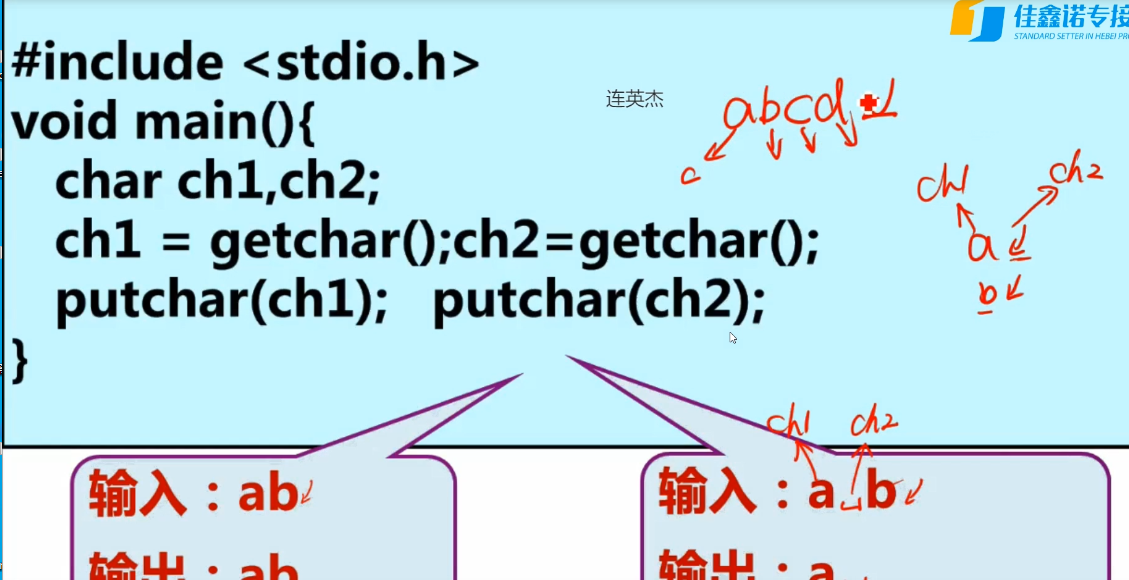 佳鑫诺专接
STANDARD SETTER IN HEBEI PR
#include <stdio.h>
void main(){
char ch1,ch2;
ch1 = getchar();ch2=getchar();
putchar(ch1); putchar(ch2);
}
连英杰
abcd
a
ch1 ch2
a
b
ch1 ch2
输入：ab
输出：ab
输入：a␣b
输出：a